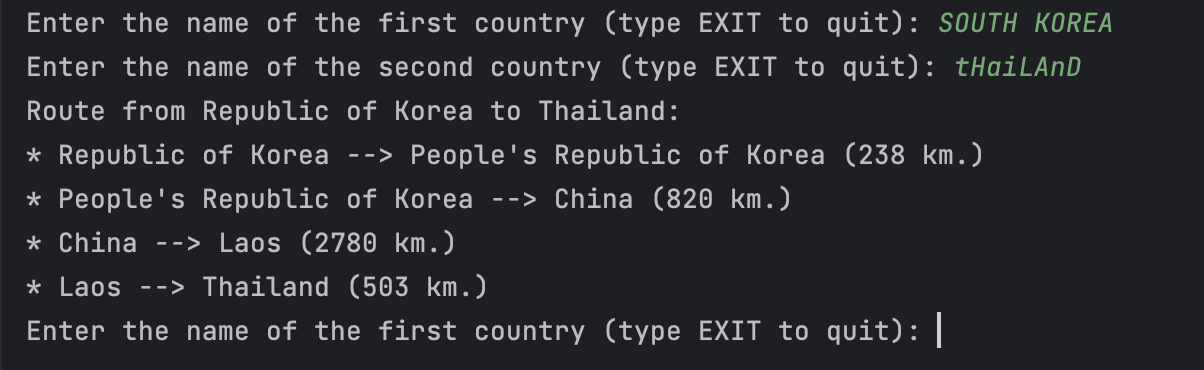 Enter the name of the first country (type EXIT to quit): SOUTH KOREA
Enter the name of the second country (type EXIT to quit): tHaiLAnD
Route from Republic of Korea to Thailand:
* Republic of Korea --> People's Republic of Korea (238 km.)
* People's Republic of Korea --> China (820 km.)
* China --> Laos (2780 km.)
* Laos --> Thailand (503 km.)
Enter the name of the first country (type EXIT to quit):